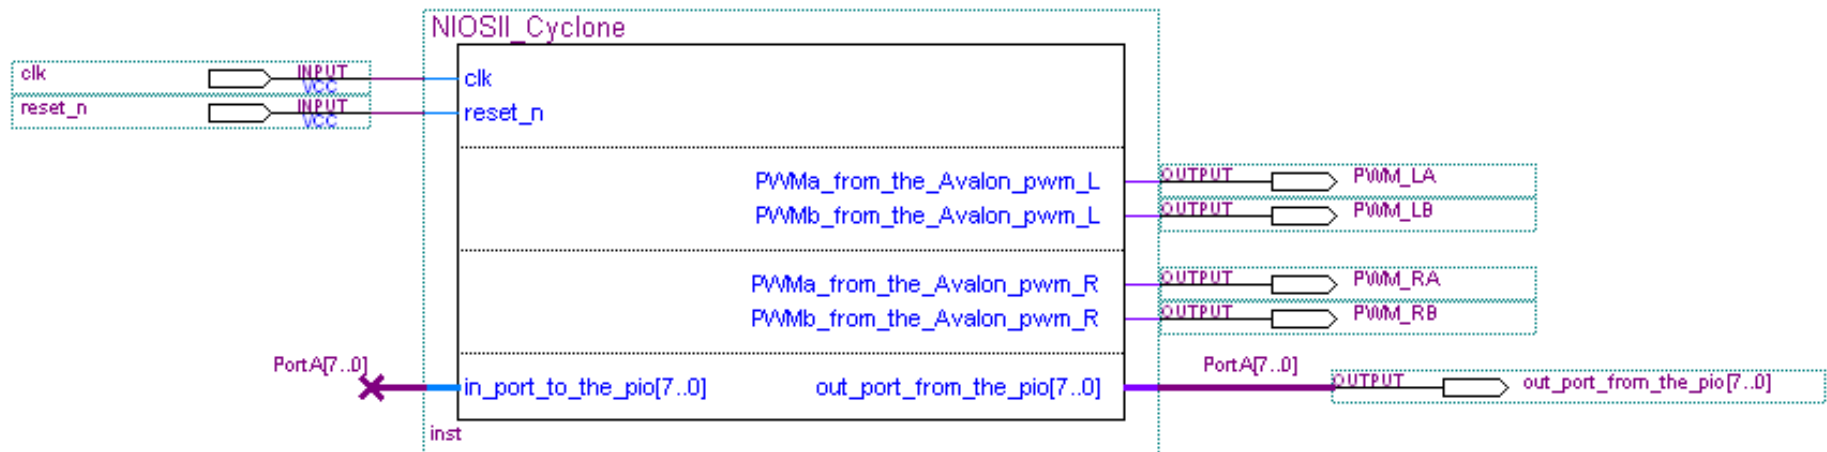 NIOSII_Cyclone
clk INPUT VCC clk
reset_n INPUT VCC reset_n
PWMa_from_the_Avalon_pwm_L OUTPUT PWM_LA
PWMb_from_the_Avalon_pwm_L OUTPUT PWM_LB
PWMa_from_the_Avalon_pwm_R OUTPUT PWM_RA
PWMb_from_the_Avalon_pwm_R OUTPUT PWM_RB
PortA[7..0] PortA[7..0]
in_port_to_the_pio[7..0] out_port_from_the_pio[7..0] OUTPUT out_port_from_the_pio[7..0]
inst